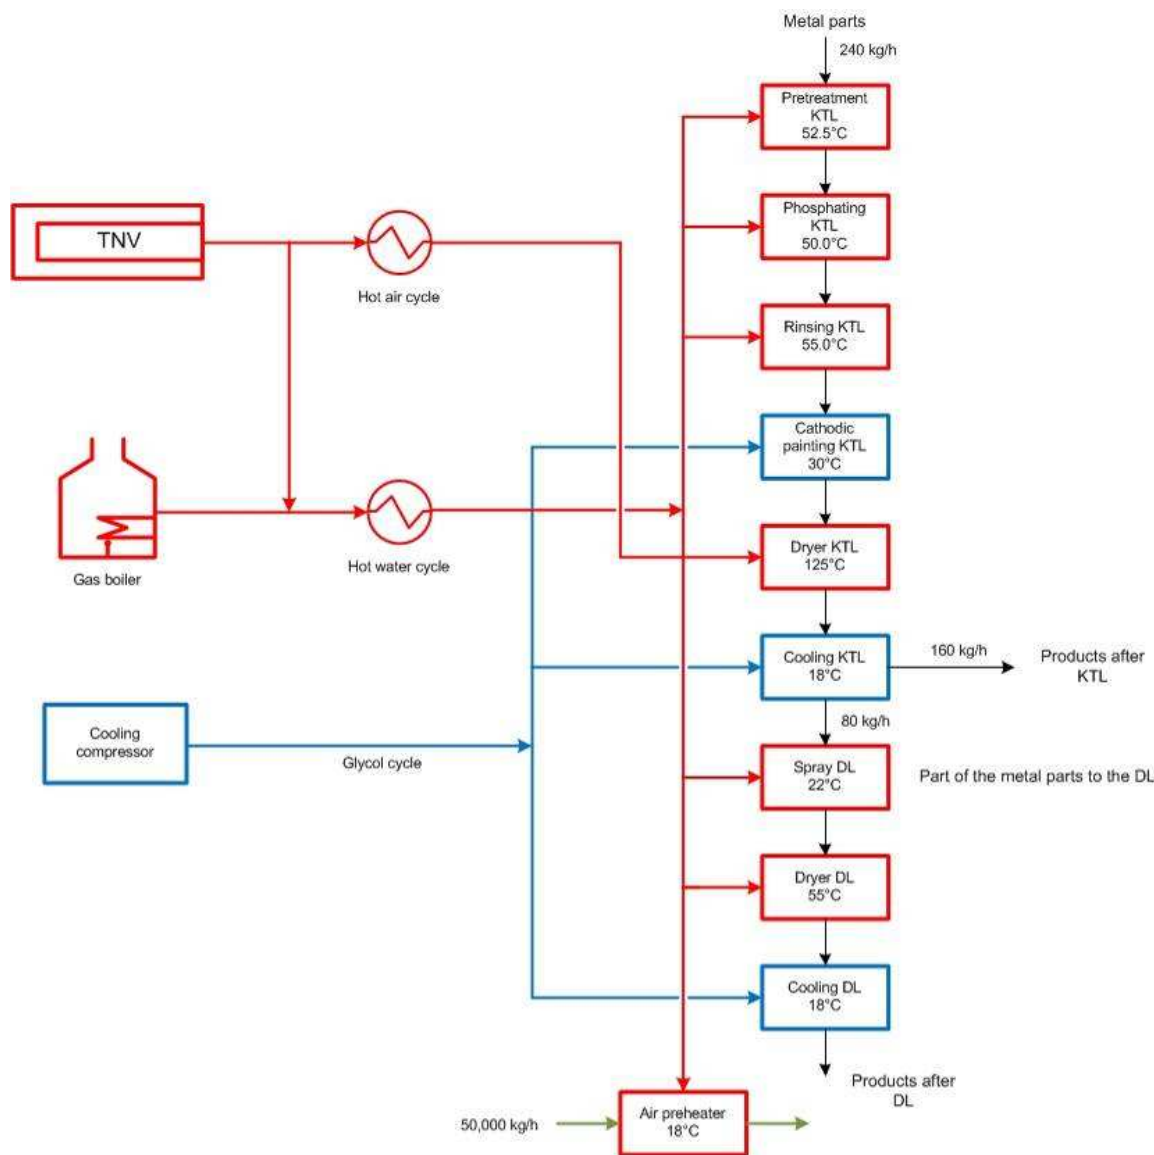 Metal parts
240 kg/h
Pretreatment
KTL
52.5°C
TNV
Phosphating
KTL
50.0°C
Hot air cycle
Rinsing KTL
55.0°C
Cathodic
painting KTL
30°C
Gas boiler
Hot water cycle
Dryer KTL
125°C
Cooling KTL
18°C
160 kg/h
Products after
KTL
80 kg/h
Cooling
compressor
Glycol cycle
Spray DL
22°C
Part of the metal parts to the DL
Dryer DL
55°C
Cooling DL
18°C
Products after
DL
50,000 kg/h
Air preheater
18°C